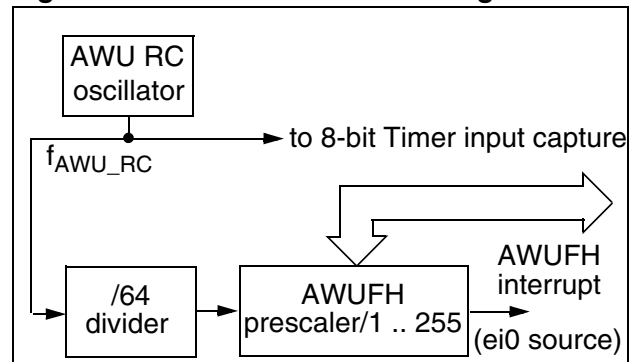 AWU RC
oscillator
to 8-bit Timer input capture
fAWU_RC
AWUFH
interrupt
/64
divider
AWUFH
prescaler/1 .. 255
(ei0 source)